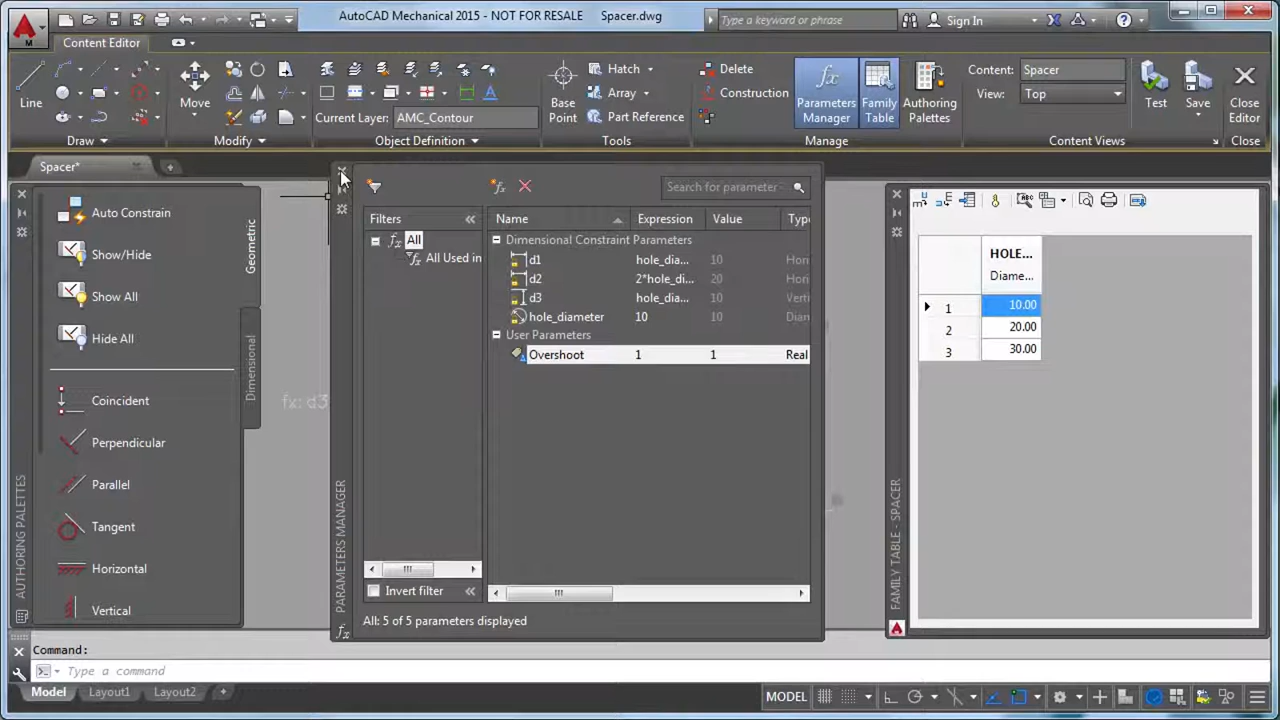 AutoCAD Mechanical 2015 - NOT FOR RESALE Spacer.dwg
Type a keyword or phrase
Sign In
M
Content Editor
Line
Move
Current Layer: AMC_Contour
Base Point
Hatch
Array
Part Reference
Delete
Construction
Parameters Manager
Family Table
Authoring Palettes
Content: Spacer
View: Top
Test
Save
Close Editor
Draw
Modify
Object Definition
Tools
Manage
Content Views
Close
Spacer*
Auto Constrain
Show/Hide
Show All
Hide All
Coincident
Perpendicular
Parallel
Tangent
Horizontal
Vertical
Geometric
Dimensional
AUTHORING PALETTES
fx: d3
Search for parameter
Filters
All
All Used in
Invert filter
Name Expression Value Type
Dimensional Constraint Parameters
d1 hole_dia... 10 Hori
d2 2*hole_di... 20 Hori
d3 hole_dia... 10 Verti
hole_diameter 10 10 Diam
User Parameters
Overshoot 1 1 Real
All: 5 of 5 parameters displayed
PARAMETERS MANAGER
HOLE...
Diame...
1 10.00
2 20.00
3 30.00
FAMILY TABLE - SPACER
Command:
Type a command
Model Layout1 Layout2
MODEL